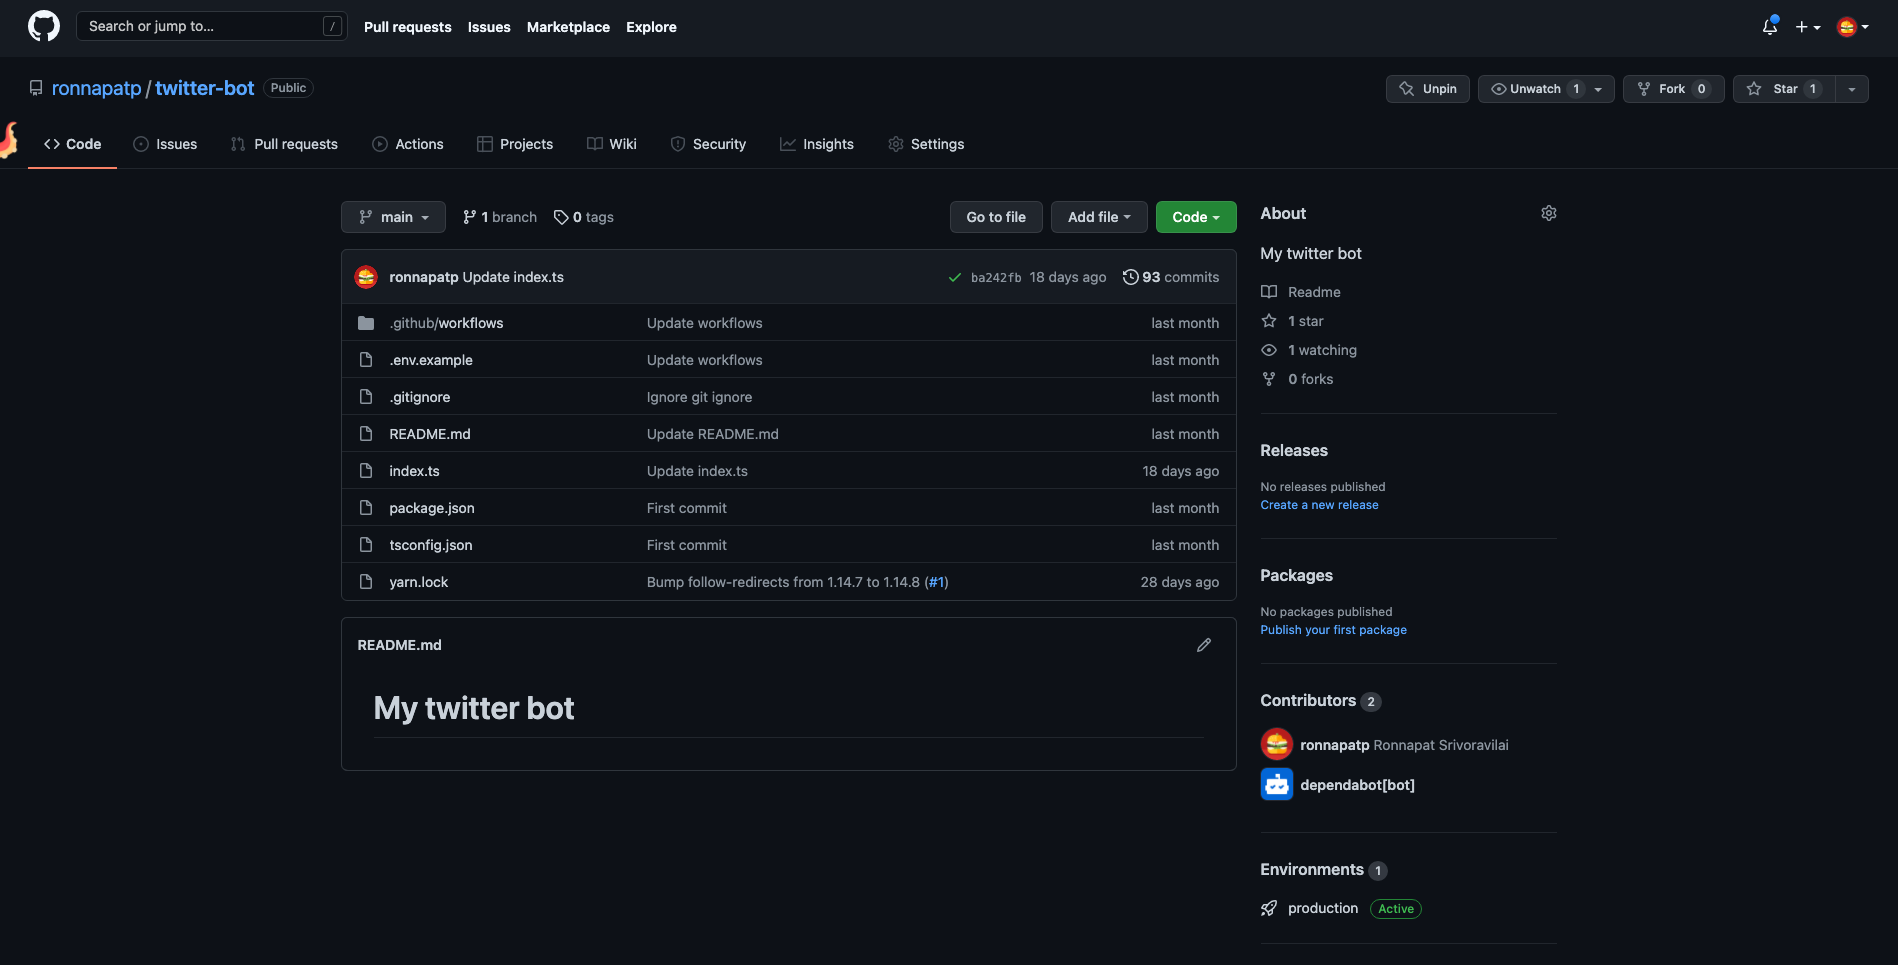 Search or jump to... /
Pull requests Issues Marketplace Explore
ronnapatp / twitter-bot Public
Unpin Unwatch 1 Fork 0 Star 1
Code Issues Pull requests Actions Projects Wiki Security Insights Settings
main 1 branch 0 tags Go to file Add file Code
ronnapatp Update index.ts ba242fb 18 days ago 93 commits
.github/workflows Update workflows last month
.env.example Update workflows last month
.gitignore Ignore git ignore last month
README.md Update README.md last month
index.ts Update index.ts 18 days ago
package.json First commit last month
tsconfig.json First commit last month
yarn.lock Bump follow-redirects from 1.14.7 to 1.14.8 (#1) 28 days ago
README.md
My twitter bot
About
My twitter bot
Readme
1 star
1 watching
0 forks
Releases
No releases published
Create a new release
Packages
No packages published
Publish your first package
Contributors 2
ronnapatp Ronnapat Srivoravilai
dependabot[bot]
Environments 1
production Active